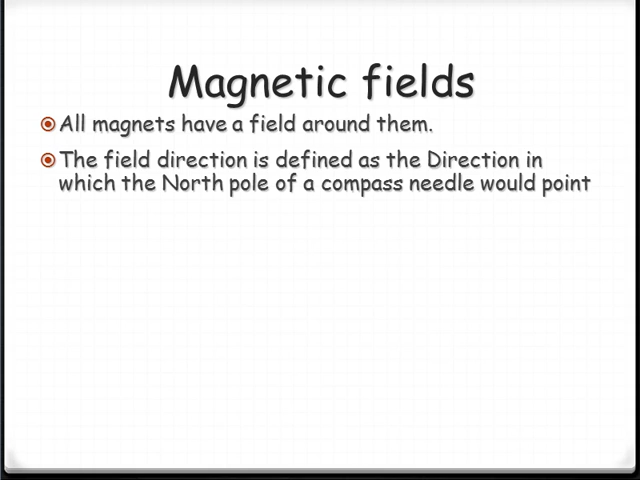 Magnetic fields
All magnets have a field around them.
The field direction is defined as the Direction in
which the North pole of a compass needle would point